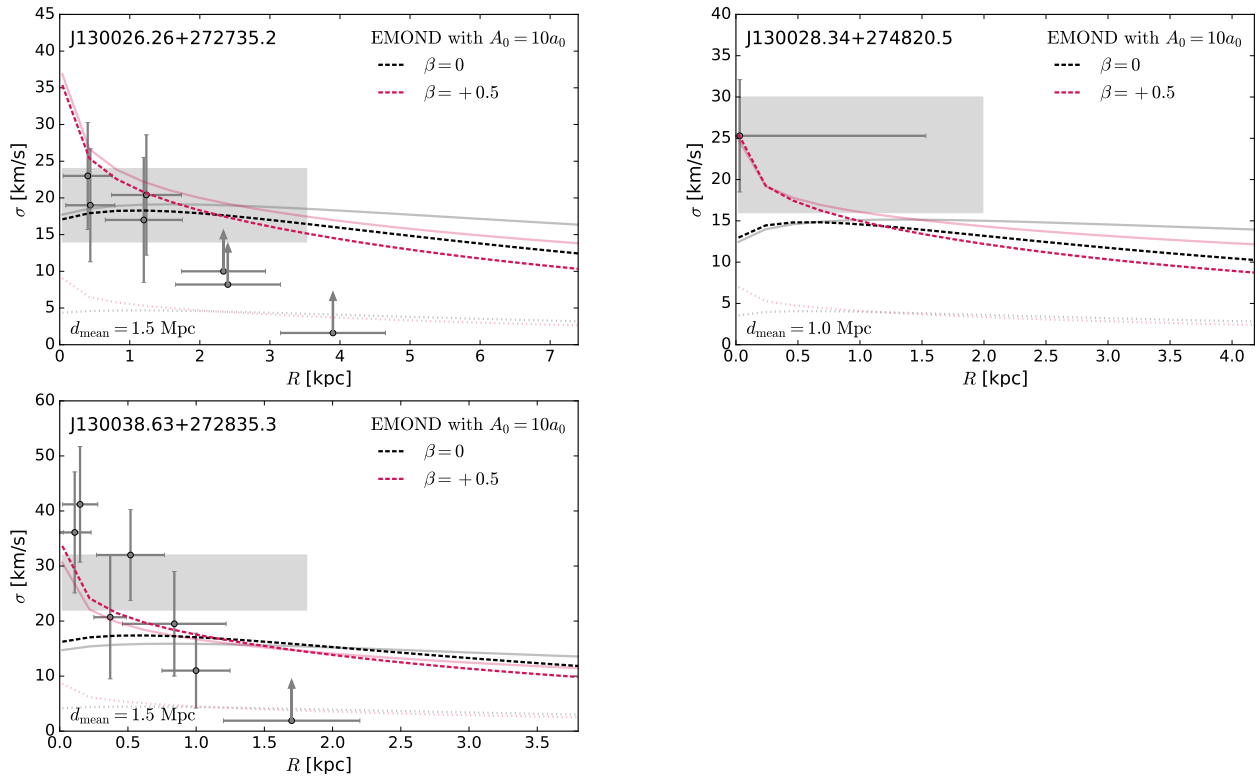 J130026.26+272735.2
EMOND with A₀ = 10a₀
β = 0
β = +0.5
d_mean = 1.5 Mpc
σ [km/s]
45
40
35
30
25
20
15
10
5
0
0 1 2 3 4 5 6 7
R [kpc]
J130028.34+274820.5
EMOND with A₀ = 10a₀
β = 0
β = +0.5
d_mean = 1.0 Mpc
σ [km/s]
40
35
30
25
20
15
10
5
0
0.0 0.5 1.0 1.5 2.0 2.5 3.0 3.5 4.0
R [kpc]
J130038.63+272835.3
EMOND with A₀ = 10a₀
β = 0
β = +0.5
d_mean = 1.5 Mpc
σ [km/s]
60
50
40
30
20
10
0
0.0 0.5 1.0 1.5 2.0 2.5 3.0 3.5
R [kpc]